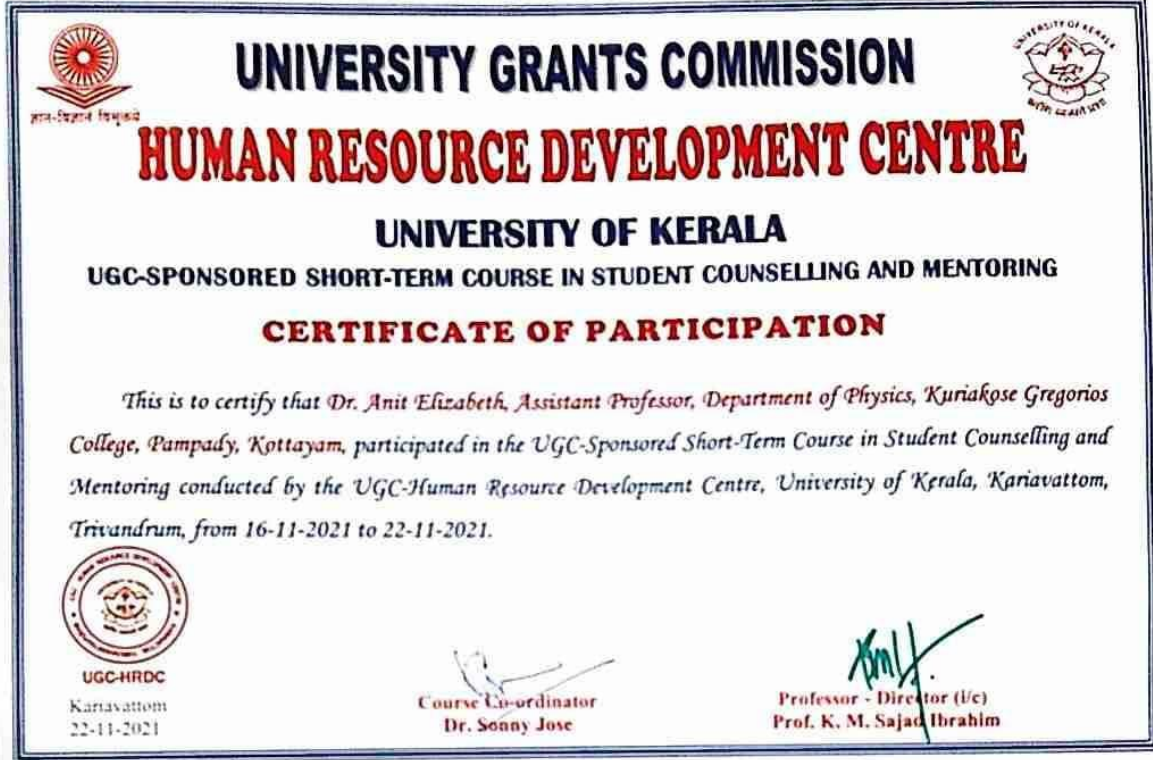 UNIVERSITY OF KERALA
UNIVERSITY GRANTS COMMISSION
ज्ञान-विज्ञान विमुक्तये
HUMAN RESOURCE DEVELOPMENT CENTRE
UNIVERSITY OF KERALA
UGC-SPONSORED SHORT-TERM COURSE IN STUDENT COUNSELLING AND MENTORING
CERTIFICATE OF PARTICIPATION
This is to certify that Dr. Anit Elizabeth, Assistant Professor, Department of Physics, Kuriakose Gregorios
College, Pampady, Kottayam, participated in the UGC-Sponsored Short-Term Course in Student Counselling and
Mentoring conducted by the UGC-Human Resource Development Centre, University of Kerala, Kariavattom,
Trivandrum, from 16-11-2021 to 22-11-2021.
UGC-HRDC
Kariavattom
22-11-2021
Course Co-ordinator
Dr. Sonny Jose
Professor - Director (i/c)
Prof. K. M. Sajad Ibrahim